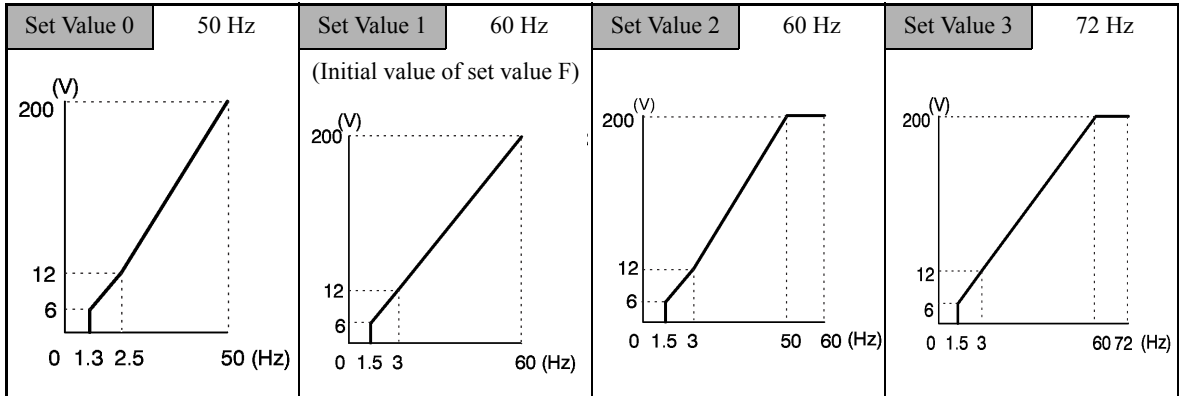 Set Value 0 50 Hz
(V)
200
12
6
0 1.3 2.5 50 (Hz)
Set Value 1 60 Hz
(Initial value of set value F)
(V)
200
12
6
0 1.5 3 60 (Hz)
Set Value 2 60 Hz
(V)
200
12
6
0 1.5 3 50 60 (Hz)
Set Value 3 72 Hz
(V)
200
12
6
0 1.5 3 60 72 (Hz)